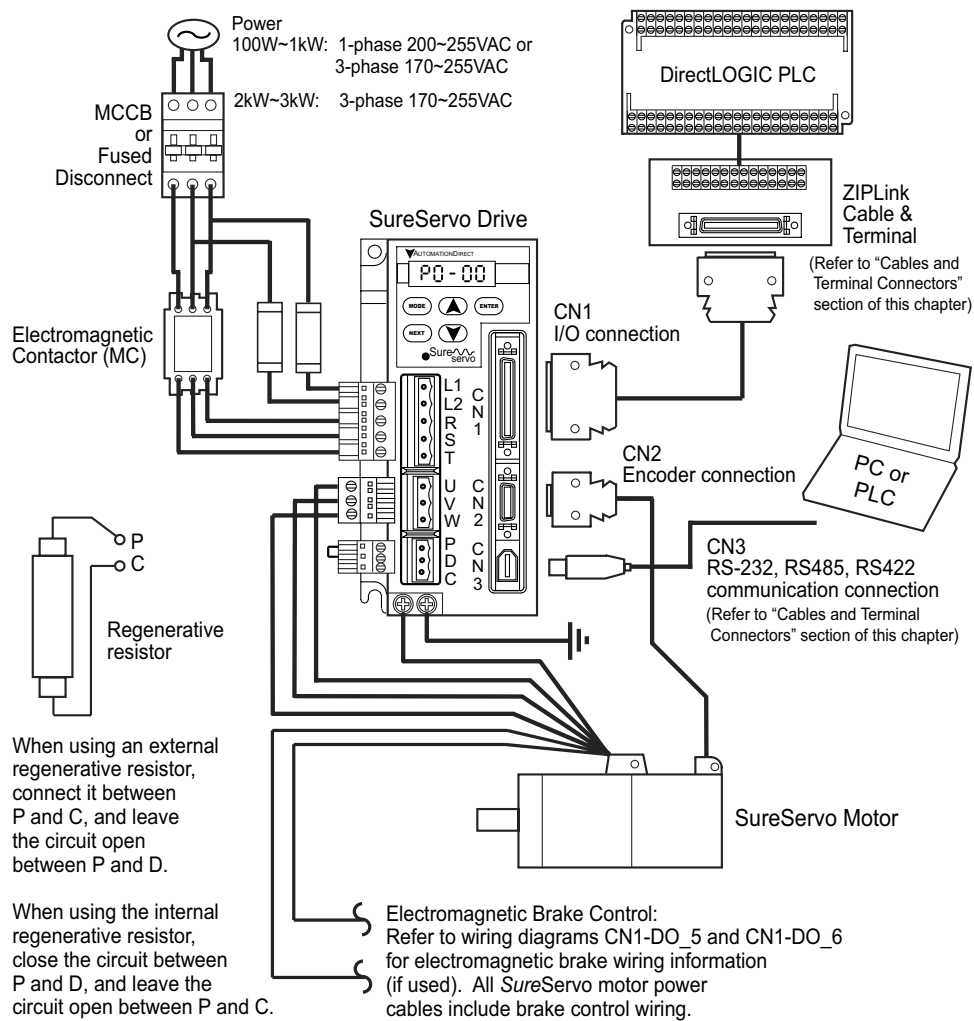 Power
100W~1kW: 1-phase 200~255VAC or
3-phase 170~255VAC
2kW~3kW: 3-phase 170~255VAC
MCCB
or
Fused
Disconnect
DirectLOGIC PLC
ZIPLink
Cable &
Terminal
(Refer to “Cables and
Terminal Connectors”
section of this chapter)
SureServo Drive
AUTOMATIONDIRECT
P0-00
MODE
ENTER
NEXT
Sure
servo
Electromagnetic
Contactor (MC)
CN1
I/O connection
L1
L2
R
S
T
CN1
U
V
W
CN2
P
D
C
CN3
CN2
Encoder connection
PC or
PLC
CN3
RS-232, RS485, RS422
communication connection
(Refer to “Cables and Terminal
Connectors” section of this chapter)
P
C
Regenerative
resistor
When using an external
regenerative resistor,
connect it between
P and C, and leave
the circuit open
between P and D.
When using the internal
regenerative resistor,
close the circuit between
P and D, and leave the
circuit open between P and C.
SureServo Motor
Electromagnetic Brake Control:
Refer to wiring diagrams CN1-DO_5 and CN1-DO_6
for electromagnetic brake wiring information
(if used). All SureServo motor power
cables include brake control wiring.